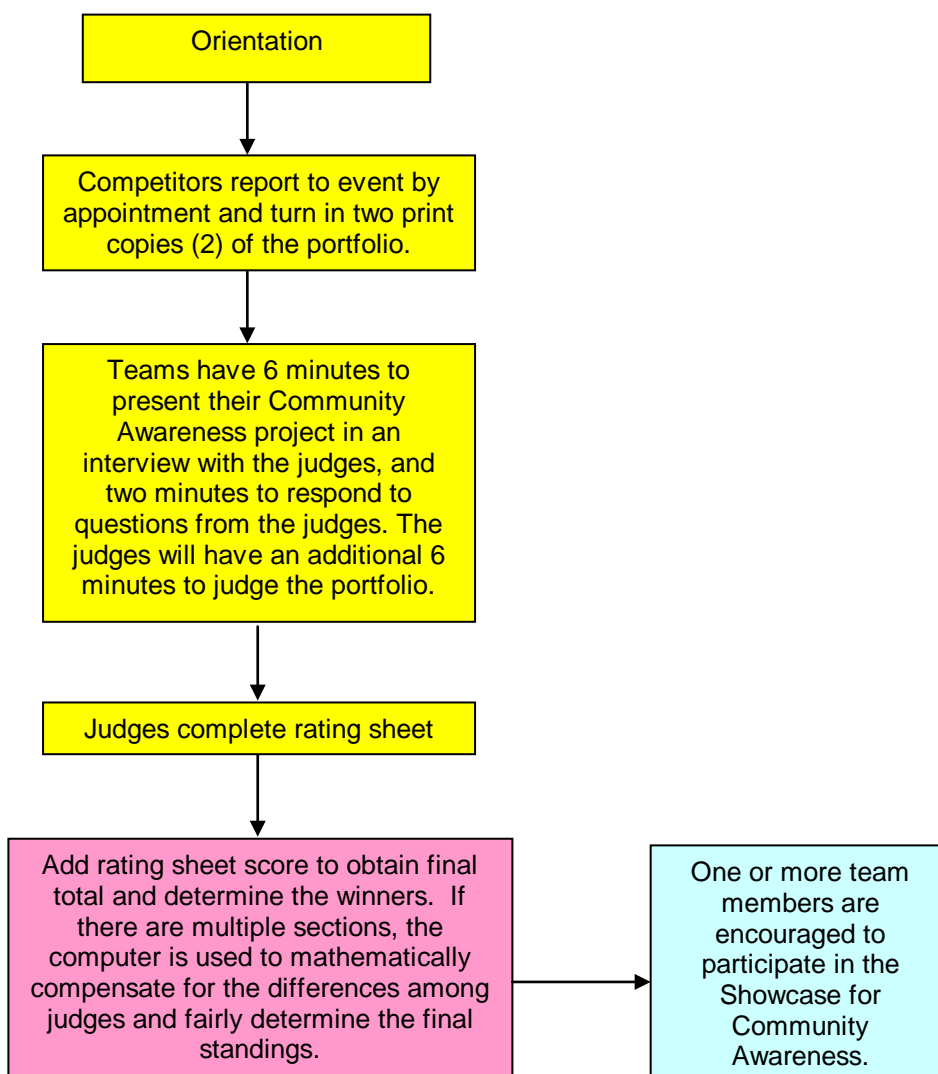 Orientation
Competitors report to event by
appointment and turn in two print
copies (2) of the portfolio.
Teams have 6 minutes to
present their Community
Awareness project in an
interview with the judges, and
two minutes to respond to
questions from the judges. The
judges will have an additional 6
minutes to judge the portfolio.
Judges complete rating sheet
Add rating sheet score to obtain final
total and determine the winners.  If
there are multiple sections, the
computer is used to mathematically
compensate for the differences among
judges and fairly determine the final
standings.
One or more team
members are
encouraged to
participate in the
Showcase for
Community
Awareness.